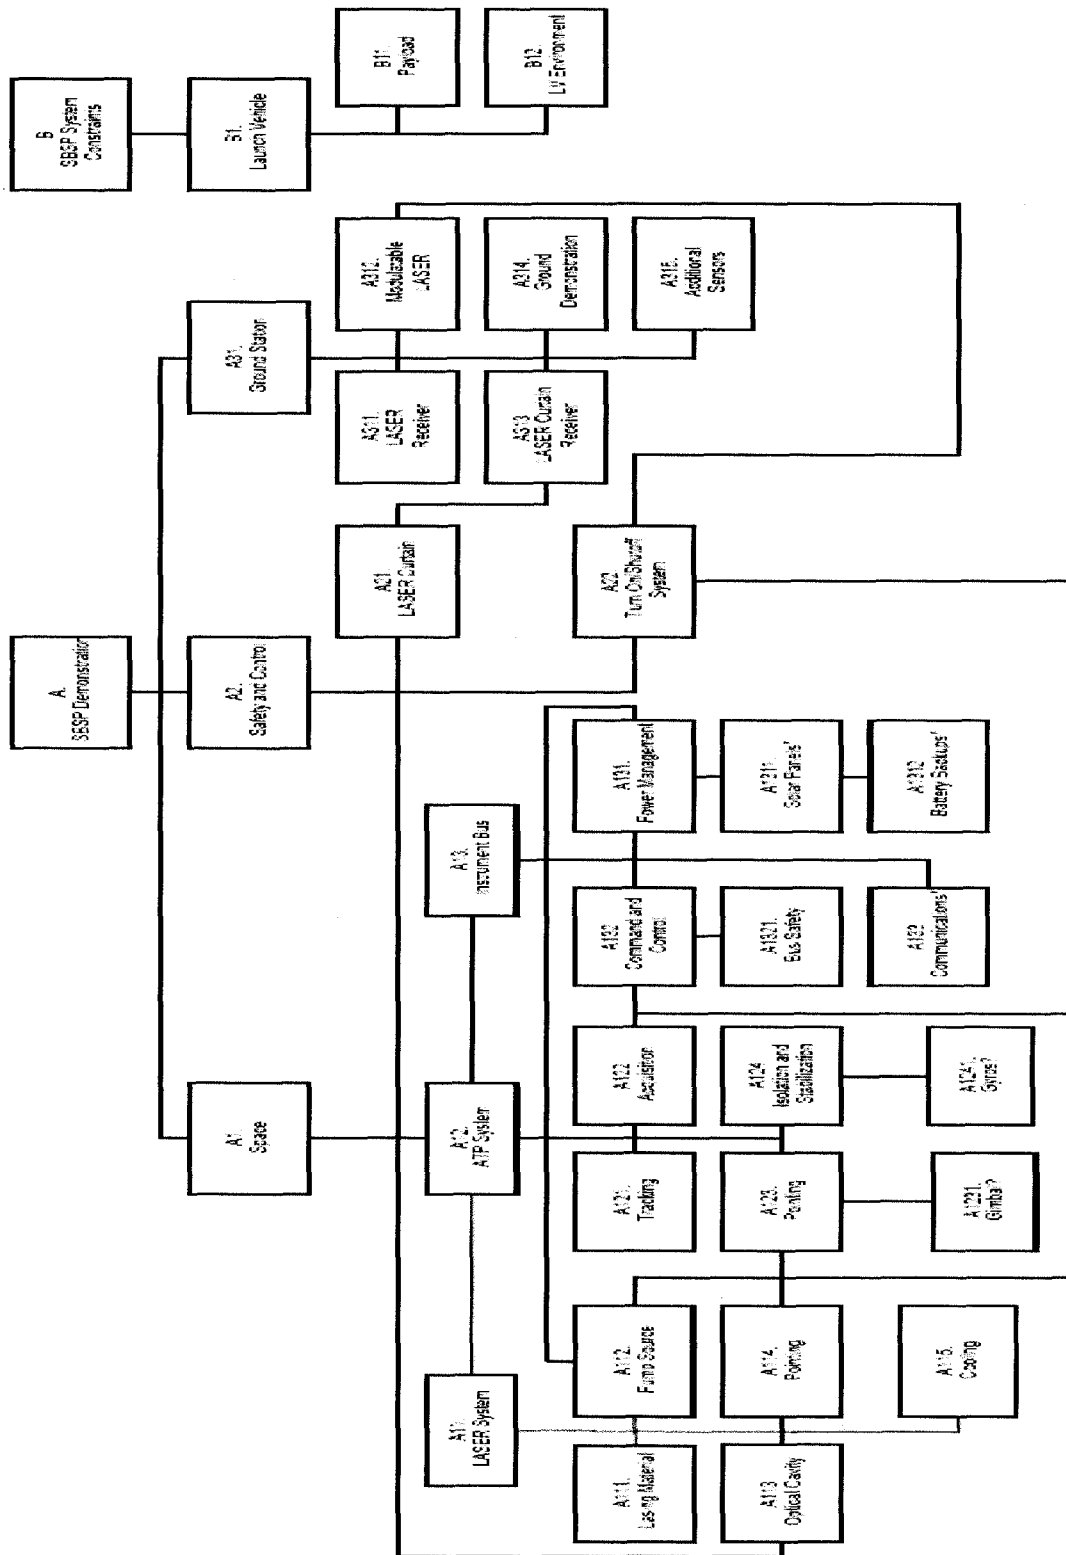 A.
SBSP Demonstration
B
SBSP System
Constraints
A1.
Space
A2.
Safety and Control
A31.
Ground Station
B1.
Launch Vehicle
A21
LASER Curtain
A311.
LASER
Receiver
A312.
Modulatable
LASER
B11.
Payload
B12.
LV Environment
A11.
LASER System
A12.
ATP System
A13.
Instrument Bus
A313
LASER Curtain
Receiver
A314.
Ground
Demonstration
A111.
Lasing Material
A112.
Pump Source
A121.
Tracking
A122
Acquisition
A132
Command and
Control
A131.
Power Management
A22.
Turn On/Shutoff
System
A315.
Additional
Sensors
A113
Optical Cavity
A114.
Pointing
A123.
Pointing
A124
Isolation and
Stabilization
A1321.
Bus Safety
A1311.
Solar Panels?
A115.
Cooling
A1231.
Gimbal?
A1241.
Gyros?
A133
Communications?
A1312
Battery Backups?